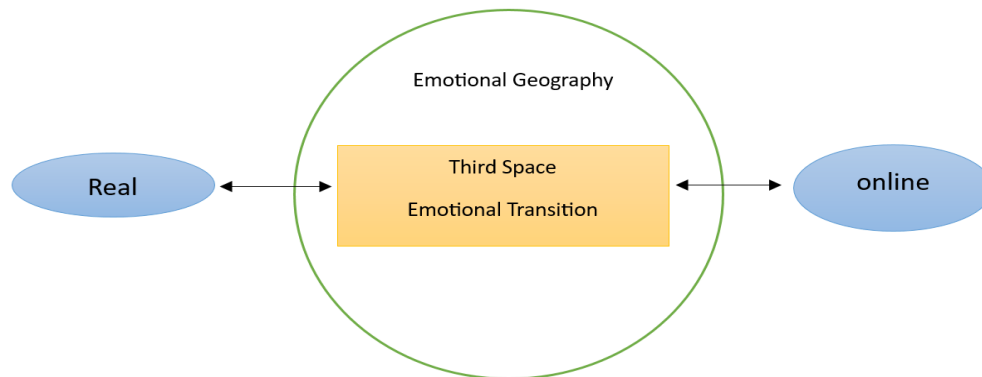 Emotional Geography
Real
Third Space
Emotional Transition
online